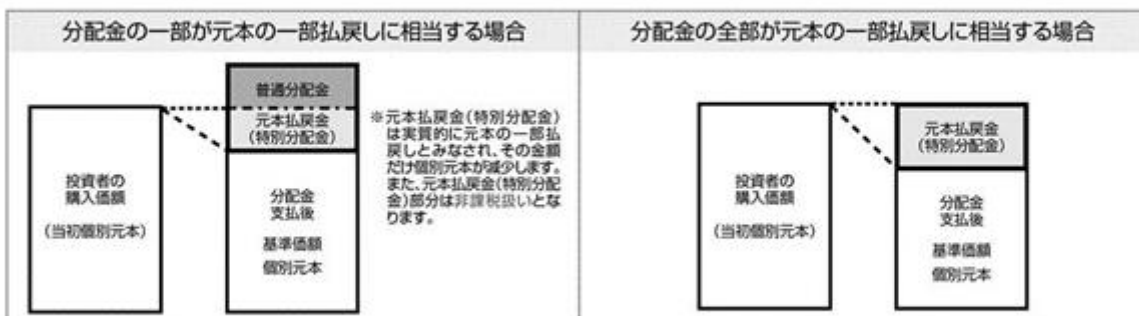 分配金の一部が元本の一部払戻しに相当する場合
普通分配金
元本払戻金
(特別分配金)
投資者の
購入価額
(当初個別元本)
分配金
支払後
基準価額
個別元本
※元本払戻金(特別分配金)
は実質的に元本の一部払
戻しとみなされ、その金額
だけ個別元本が減少します。
また、元本払戻金(特別分配
金)部分は非課税扱いとな
ります。
分配金の全部が元本の一部払戻しに相当する場合
元本払戻金
(特別分配金)
投資者の
購入価額
(当初個別元本)
分配金
支払後
基準価額
個別元本